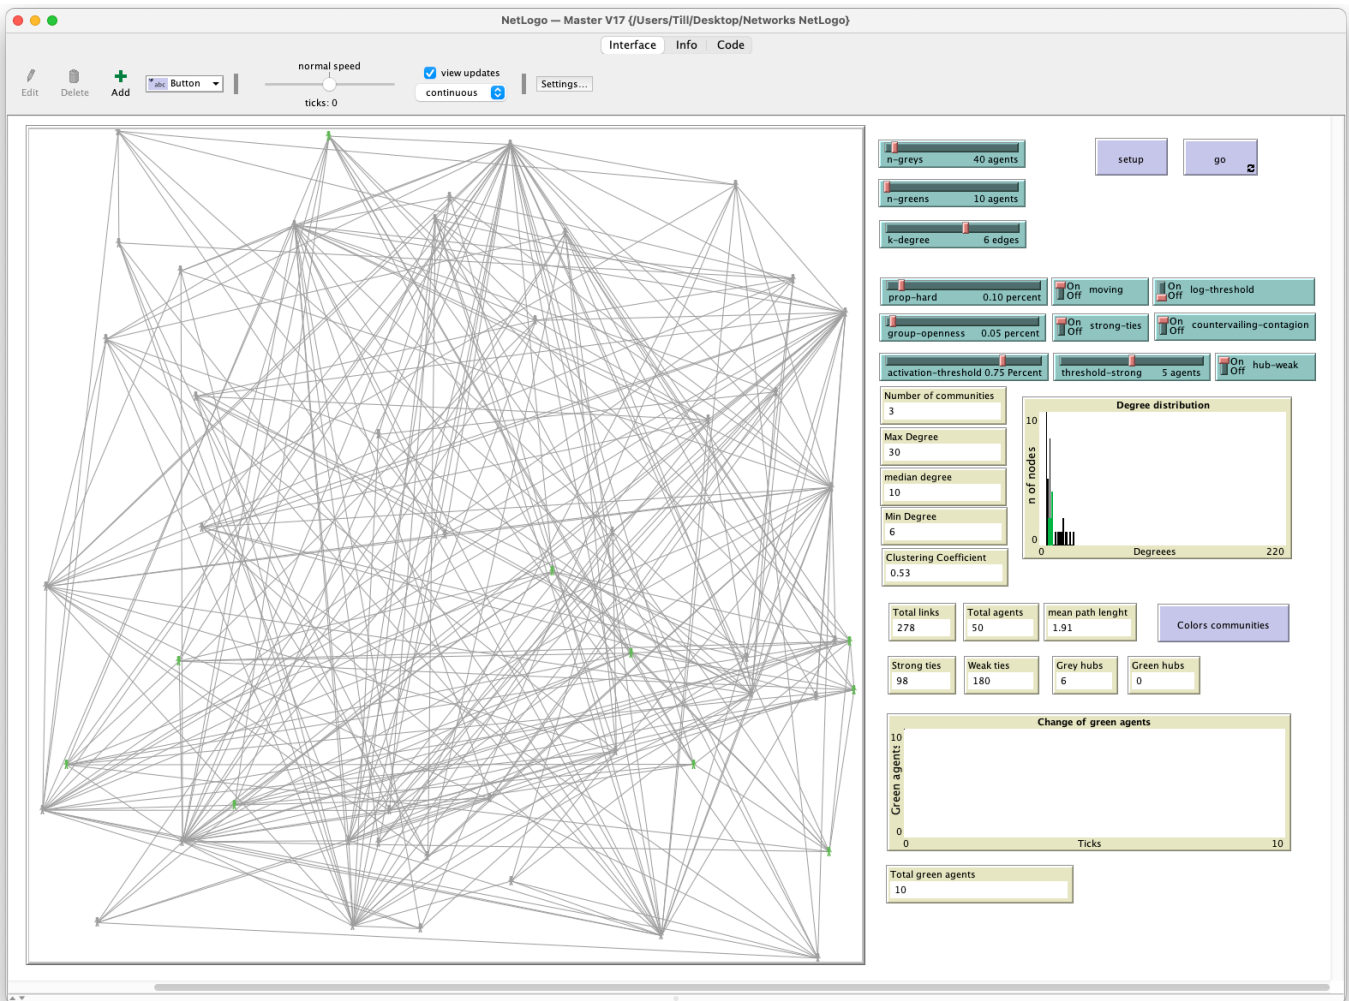 NetLogo — Master V17 {/Users/Till/Desktop/Networks NetLogo}
Interface Info Code
Edit Delete Add abc Button
normal speed
ticks: 0
view updates
continuous
Settings...
n-greys 40 agents
n-greens 10 agents
k-degree 6 edges
setup
go
prop-hard 0.10 percent
On
Off
moving
On
Off
log-threshold
group-openness 0.05 percent
On
Off
strong-ties
On
Off
countervailing-contagion
activation-threshold 0.75 Percent
threshold-strong 5 agents
On
Off
hub-weak
Number of communities
3
Max Degree
30
median degree
10
Min Degree
6
Clustering Coefficient
0.53
Degree distribution
10
n of nodes
0
0 Degreees 220
Total links
278
Total agents
50
mean path lenght
1.91
Colors communities
Strong ties
98
Weak ties
180
Grey hubs
6
Green hubs
0
Change of green agents
10
Green agents
0
0 Ticks 10
Total green agents
10